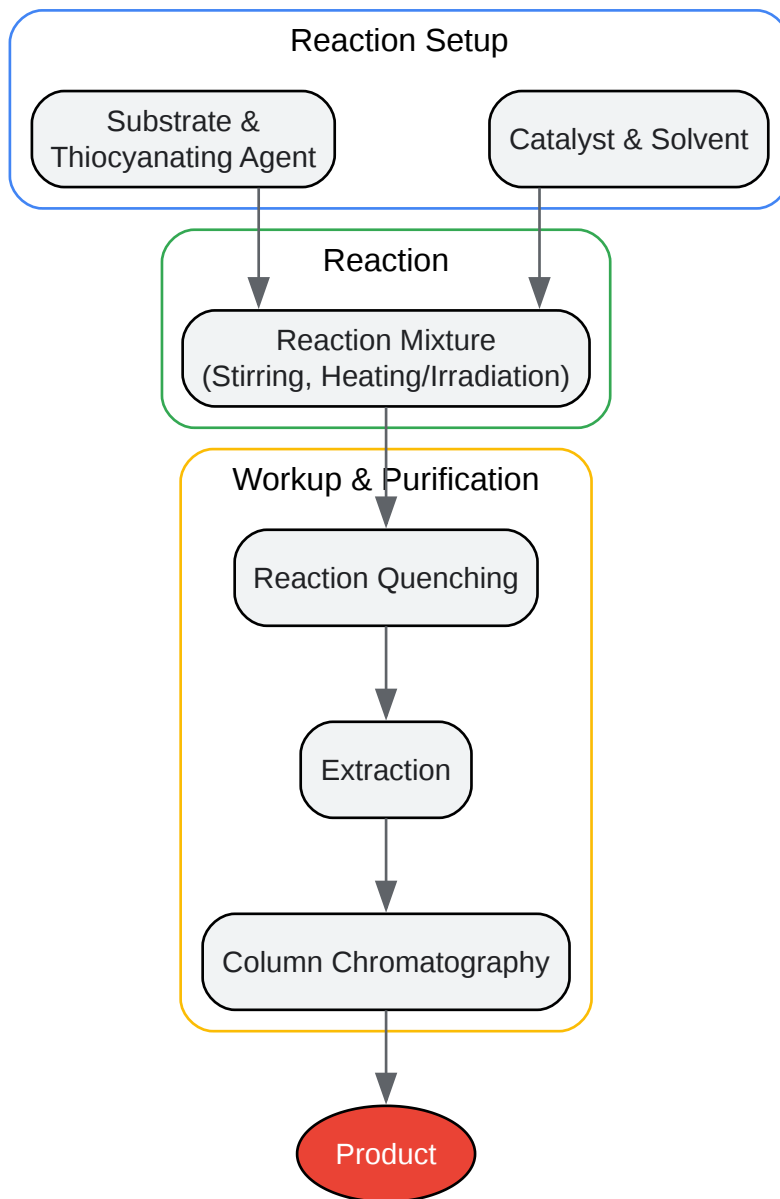 Reaction Setup
Substrate &
Thiocyanating Agent
Catalyst & Solvent
Reaction
Reaction Mixture
(Stirring, Heating/Irradiation)
Workup & Purification
Reaction Quenching
Extraction
Column Chromatography
Product